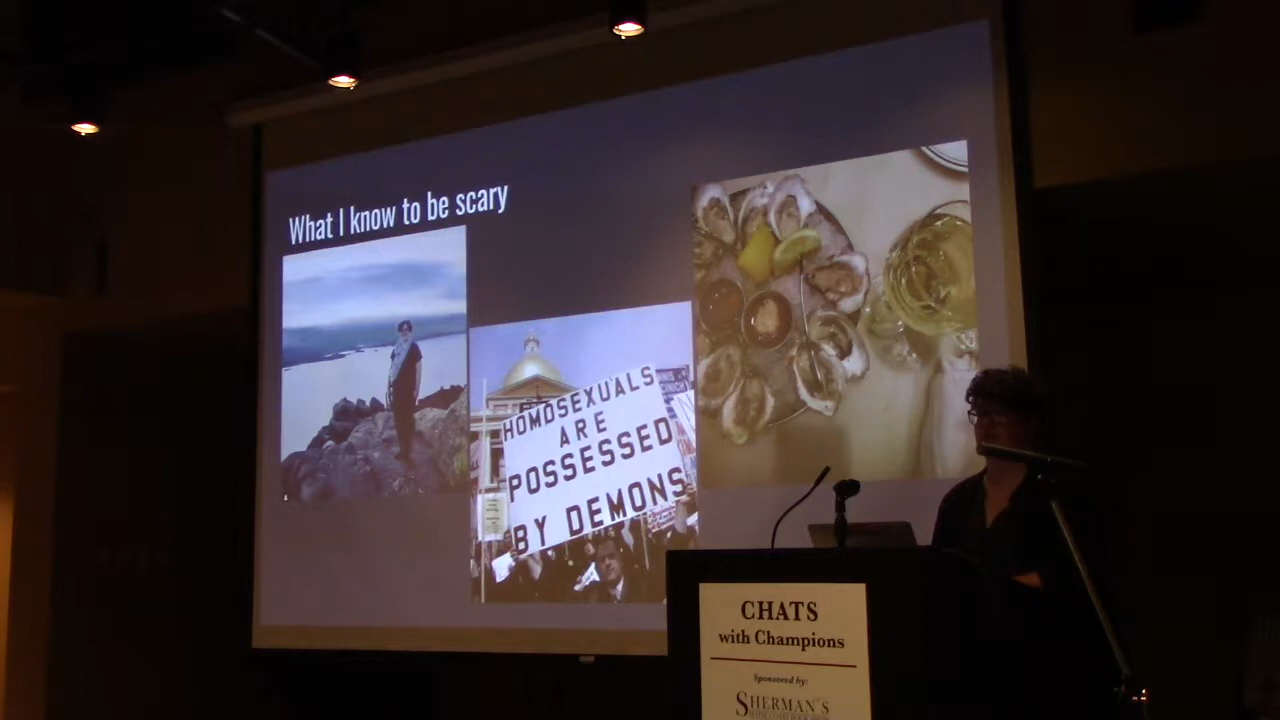 What I know to be scary
HOMOSEXUALS
ARE
POSSESSED
BY DEMONS
CHATS
with Champions
Sponsored by:
SHERMAN'S